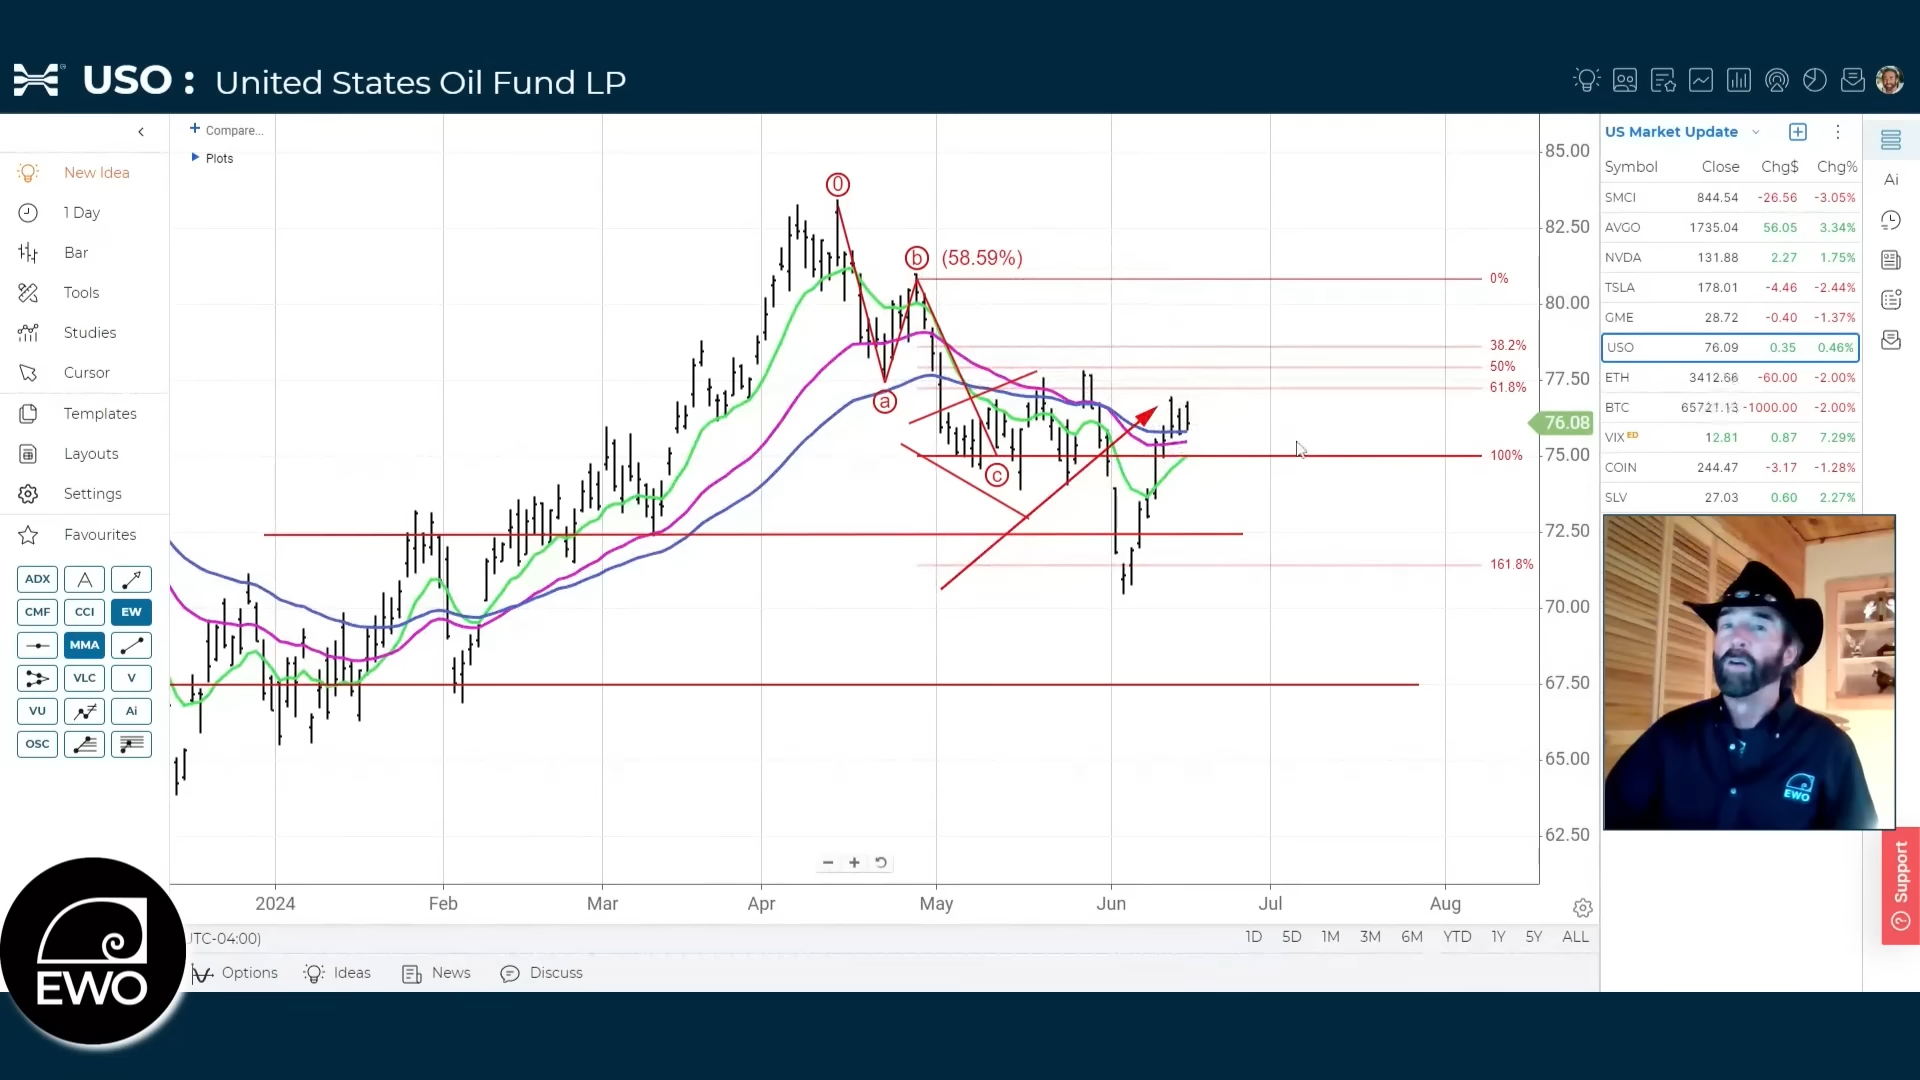 USO : United States Oil Fund LP
Compare...
Plots
New Idea
1 Day
Bar
Tools
Studies
Cursor
Templates
Layouts
Settings
Favourites
ADX
CMF CCI EW
MMA
VLC V
VU Ai
OSC
0
b (58.59%)
a
c
0%
38.2%
50%
61.8%
100%
161.8%
85.00
82.50
80.00
77.50
76.08
75.00
72.50
70.00
67.50
65.00
62.50
2024 Feb Mar Apr May Jun Jul Aug
UTC-04:00)
1D 5D 1M 3M 6M YTD 1Y 5Y ALL
Options Ideas News Discuss
US Market Update
Symbol Close Chg$ Chg%
SMCI 844.54 -26.56 -3.05%
AVGO 1735.04 56.05 3.34%
NVDA 131.88 2.27 1.75%
TSLA 178.01 -4.46 -2.44%
GME 28.72 -0.40 -1.37%
USO 76.09 0.35 0.46%
ETH 3412.66 -60.00 -2.00%
BTC -1000.00 -2.00%
VIX ED 12.81 0.87 7.29%
COIN 244.47 -3.17 -1.28%
SLV 27.03 0.60 2.27%
Ai
EWO
Support
EWO